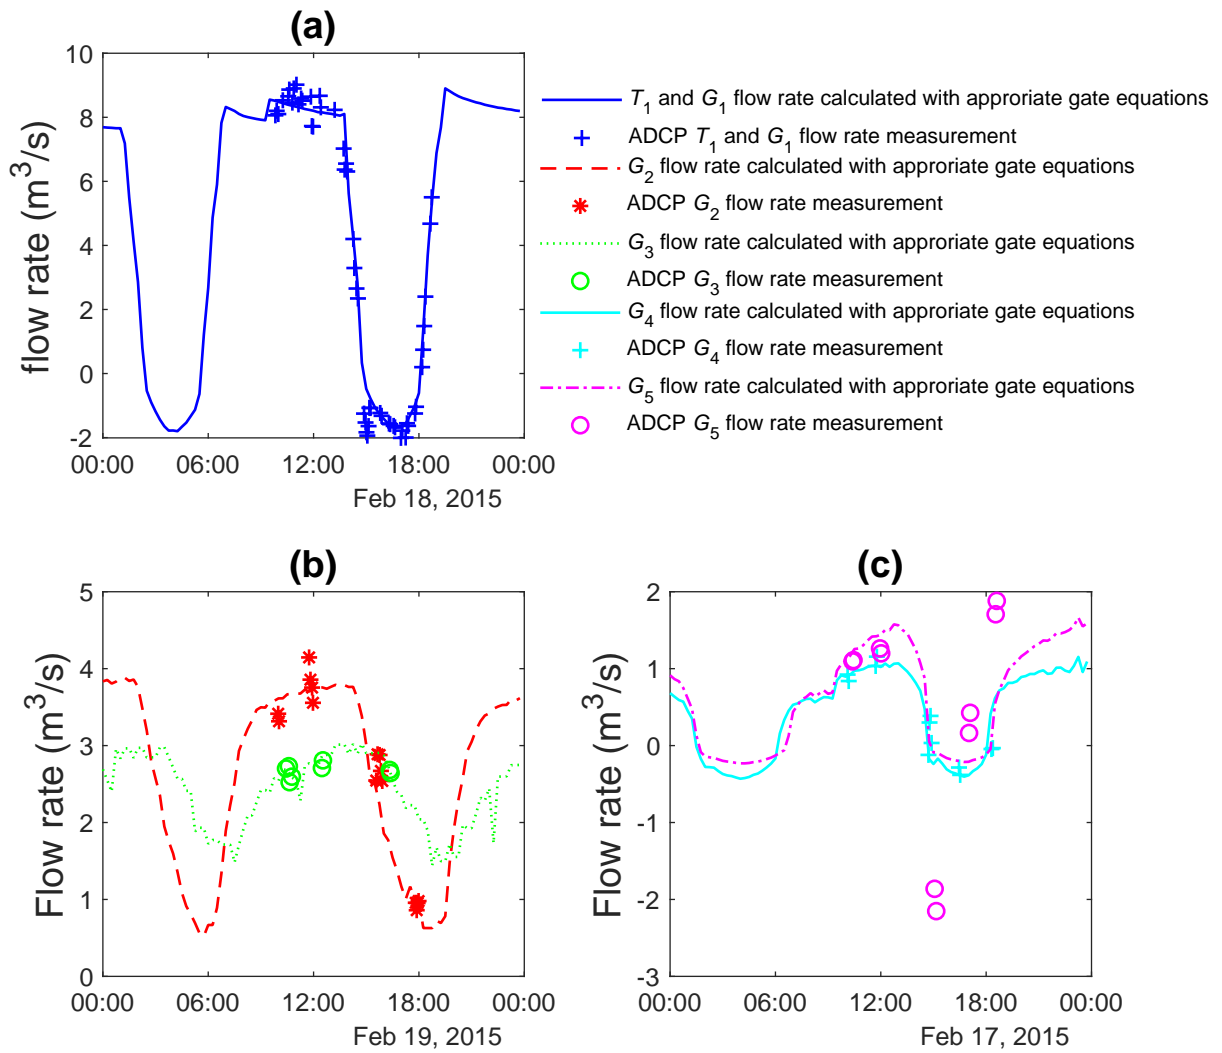 (a)
flow rate (m³/s)
10
8
6
4
2
0
-2
00:00 06:00 12:00 18:00 00:00
Feb 18, 2015
T₁ and G₁ flow rate calculated with approriate gate equations
ADCP T₁ and G₁ flow rate measurement
G₂ flow rate calculated with approriate gate equations
ADCP G₂ flow rate measurement
G₃ flow rate calculated with approriate gate equations
ADCP G₃ flow rate measurement
G₄ flow rate calculated with approriate gate equations
ADCP G₄ flow rate measurement
G₅ flow rate calculated with approriate gate equations
ADCP G₅ flow rate measurement
(b)
Flow rate (m³/s)
5
4
3
2
1
0
00:00 06:00 12:00 18:00 00:00
Feb 19, 2015
(c)
Flow rate (m³/s)
2
1
0
-1
-2
-3
00:00 06:00 12:00 18:00 00:00
Feb 17, 2015